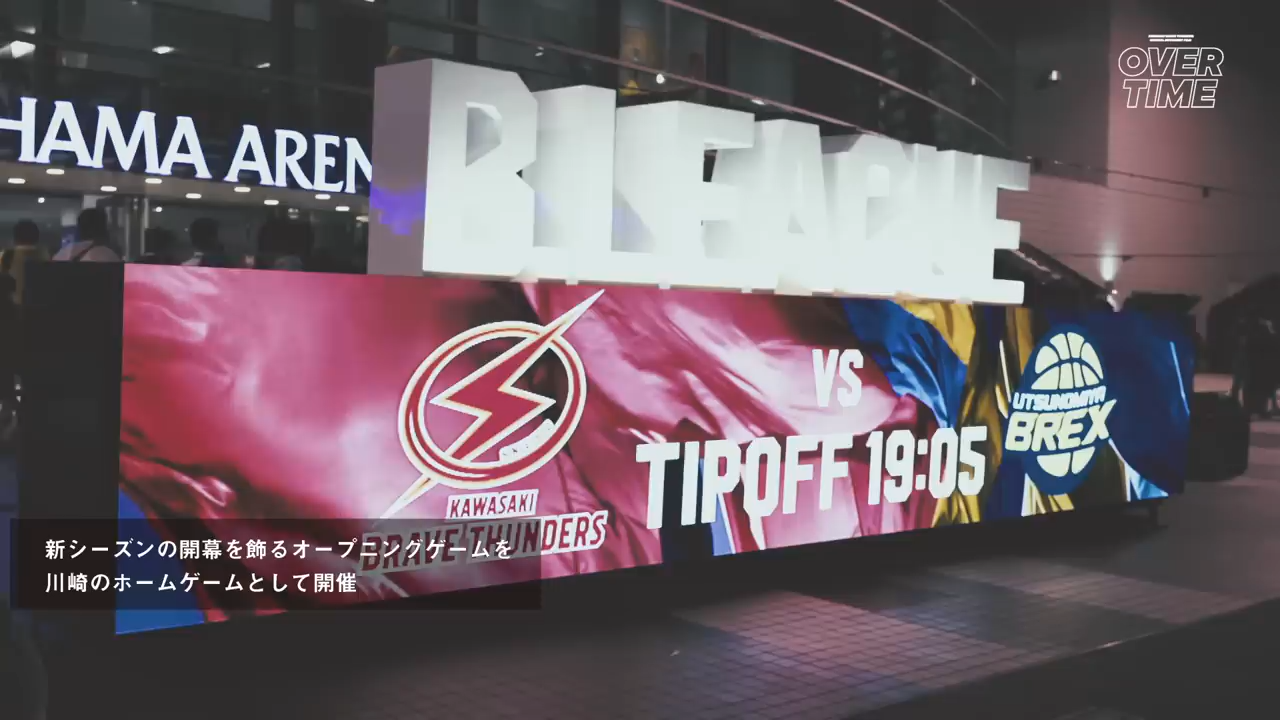 OVER
TIME
HAMA AREN
B.LEAGUE
VS
TIPOFF 19:05
UTSUNOMIYA
BREX
KAWASAKI
BRAVE THUNDERS
新シーズンの開幕を飾るオープニングゲームを
川崎のホームゲームとして開催